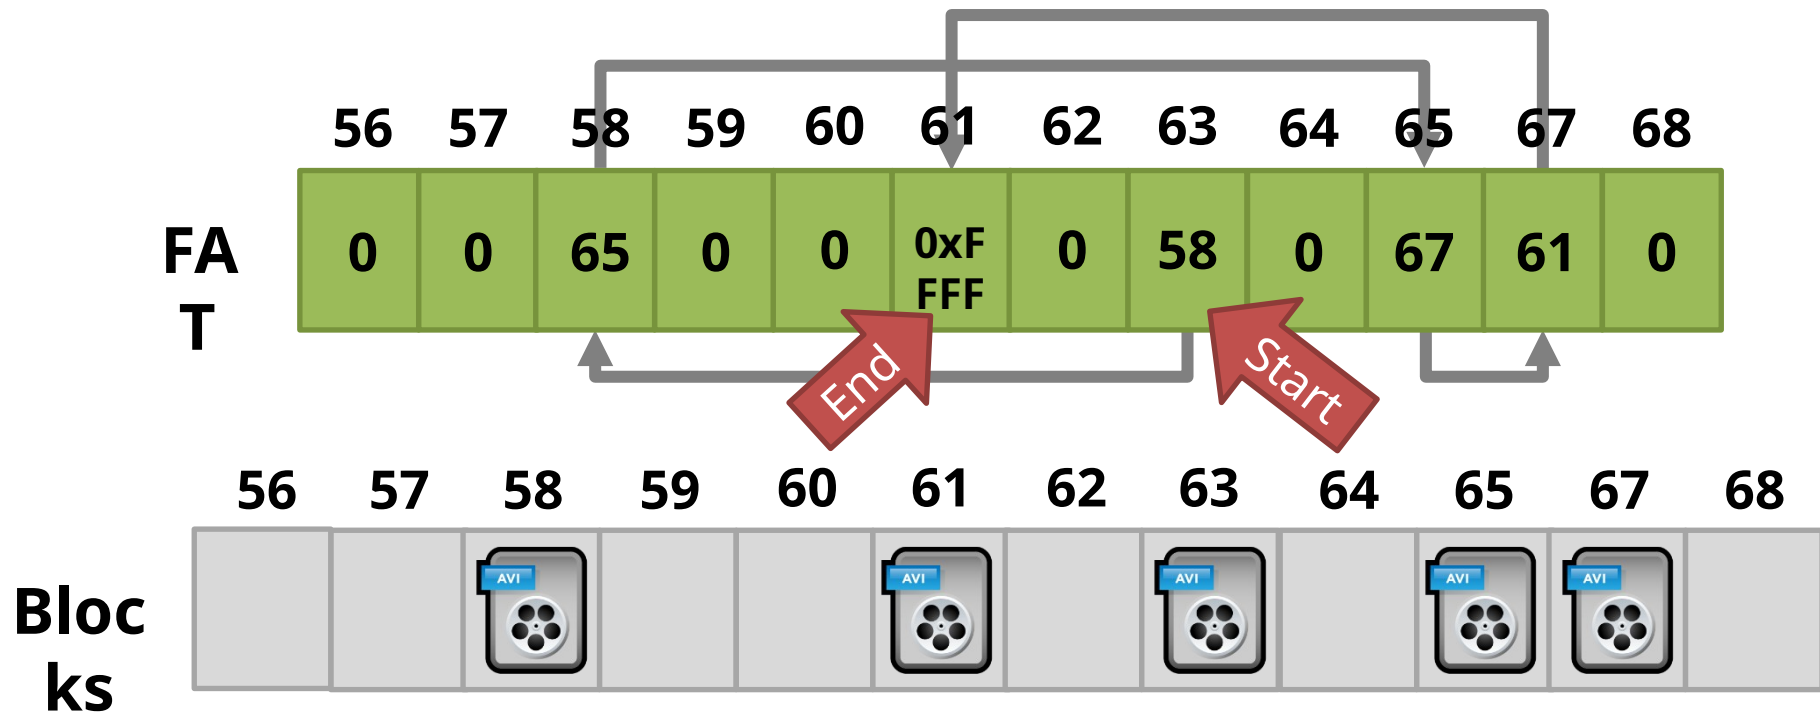 56 57 58 59 60 61 62 63 64 65 67 68
FA
T
0 0 65 0 0 0xF
FFF 0 58 0 67 61 0
End Start
56 57 58 59 60 61 62 63 64 65 67 68
Bloc
ks
AVI AVI AVI AVI AVI